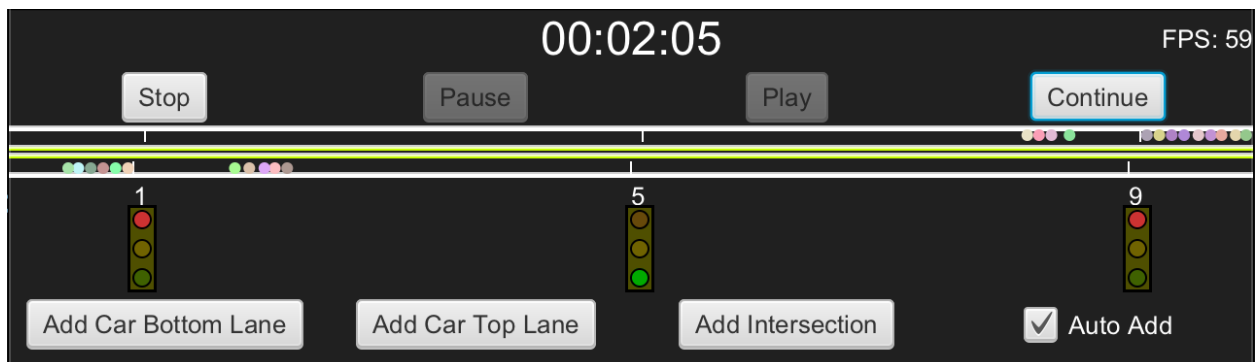 00:02:05 FPS: 59
Stop Pause Play Continue
1 5 9
Add Car Bottom Lane Add Car Top Lane Add Intersection Auto Add